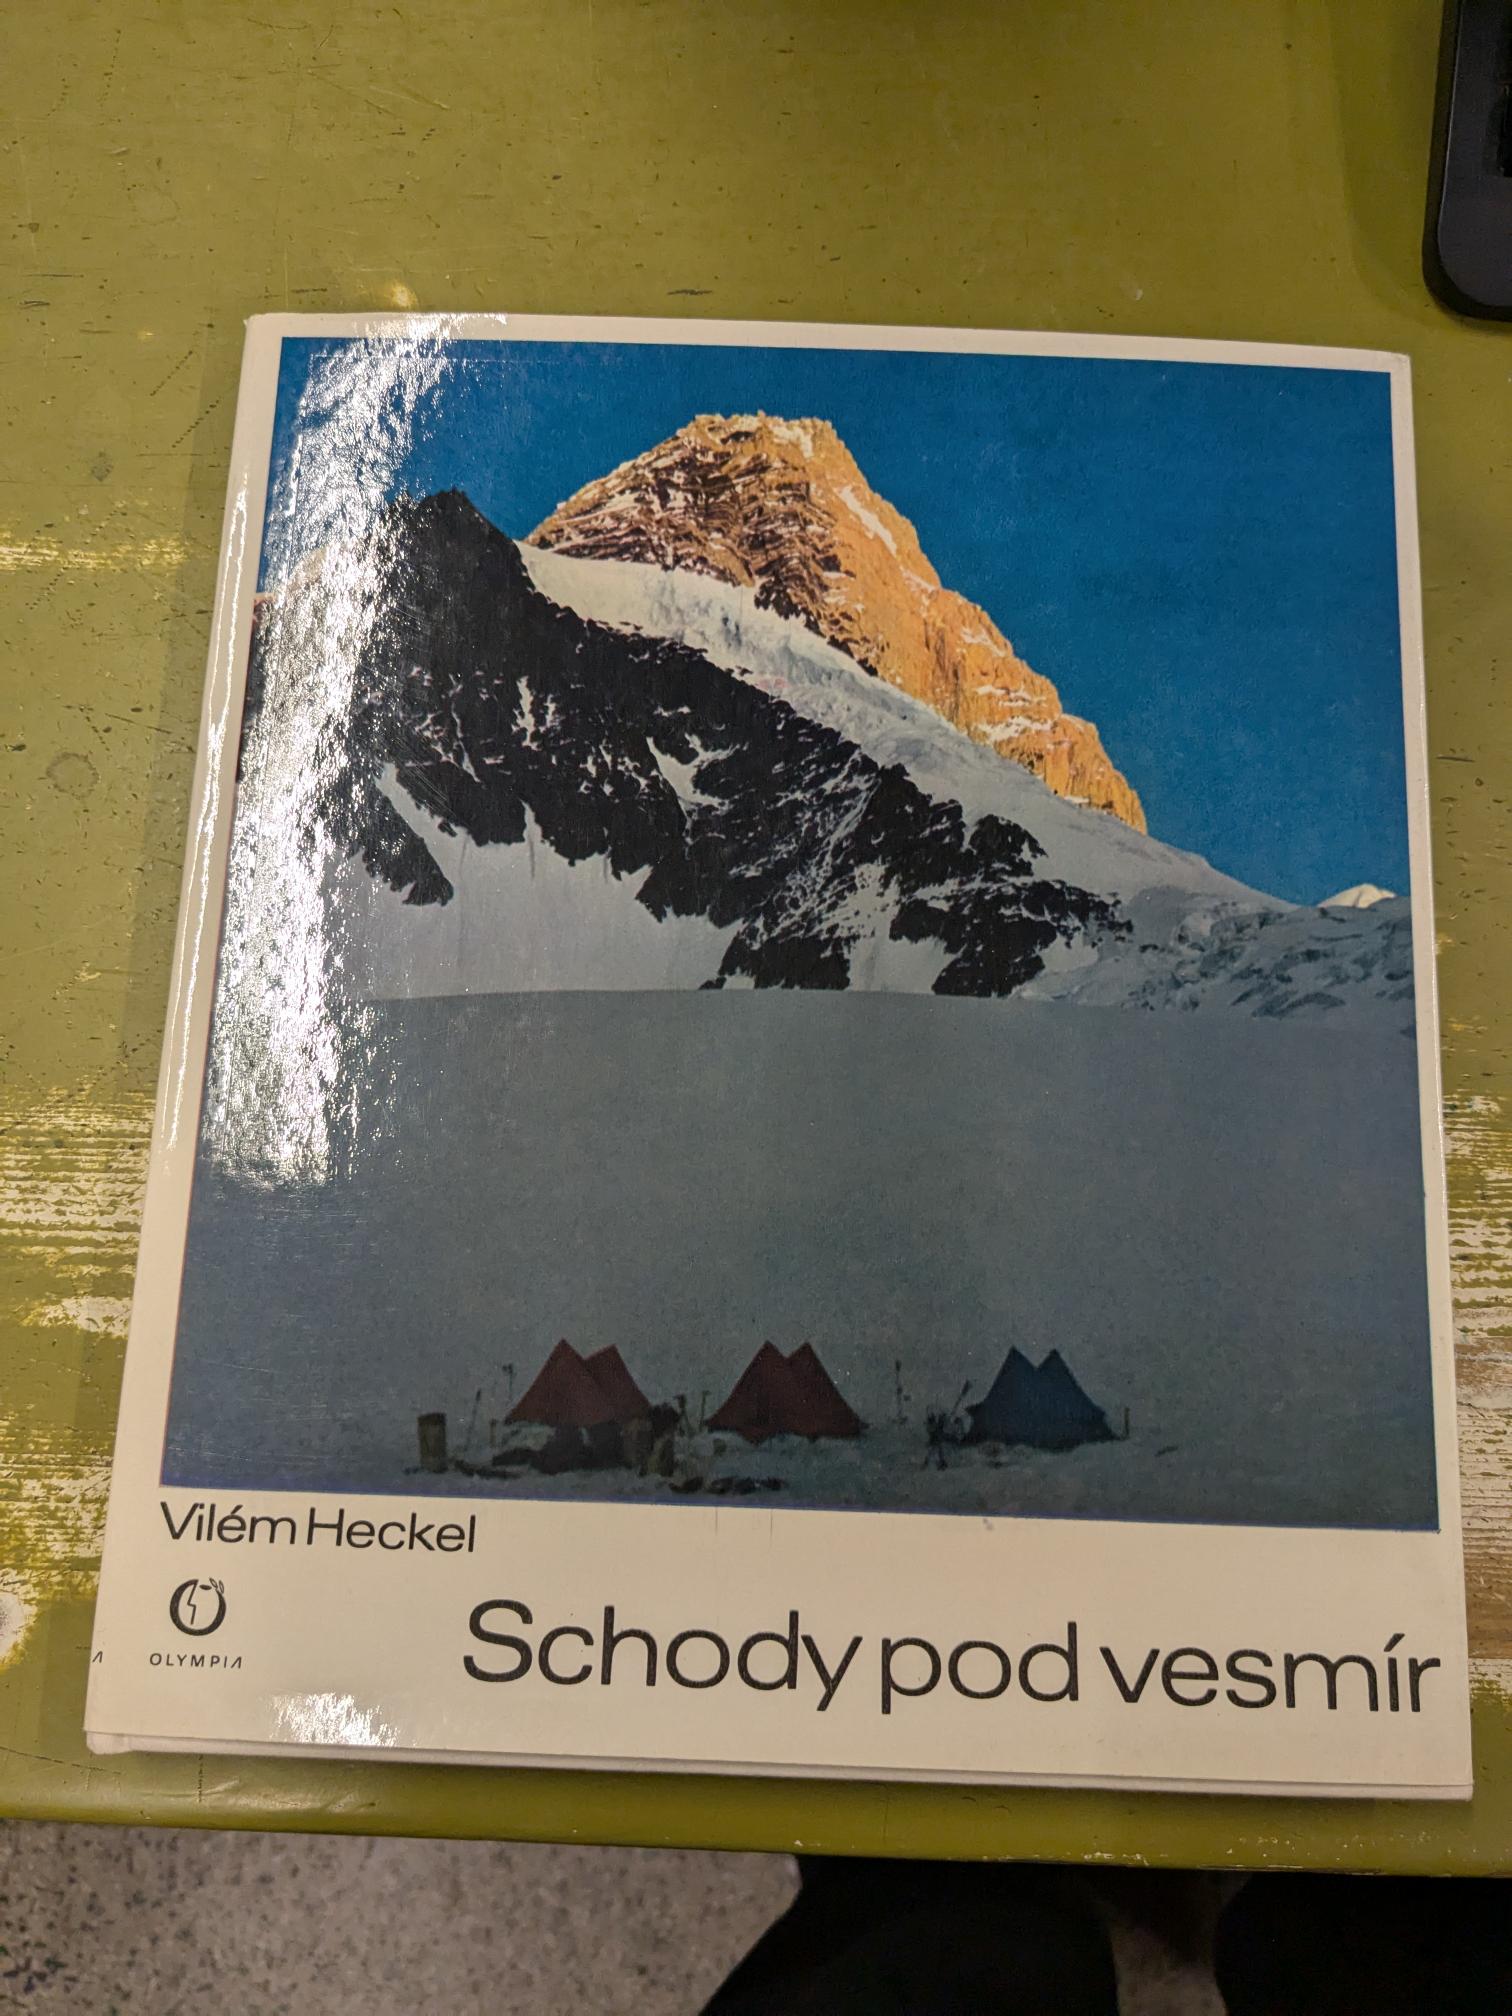 Vilém Heckel
OLYMPIA
Schody pod vesmír